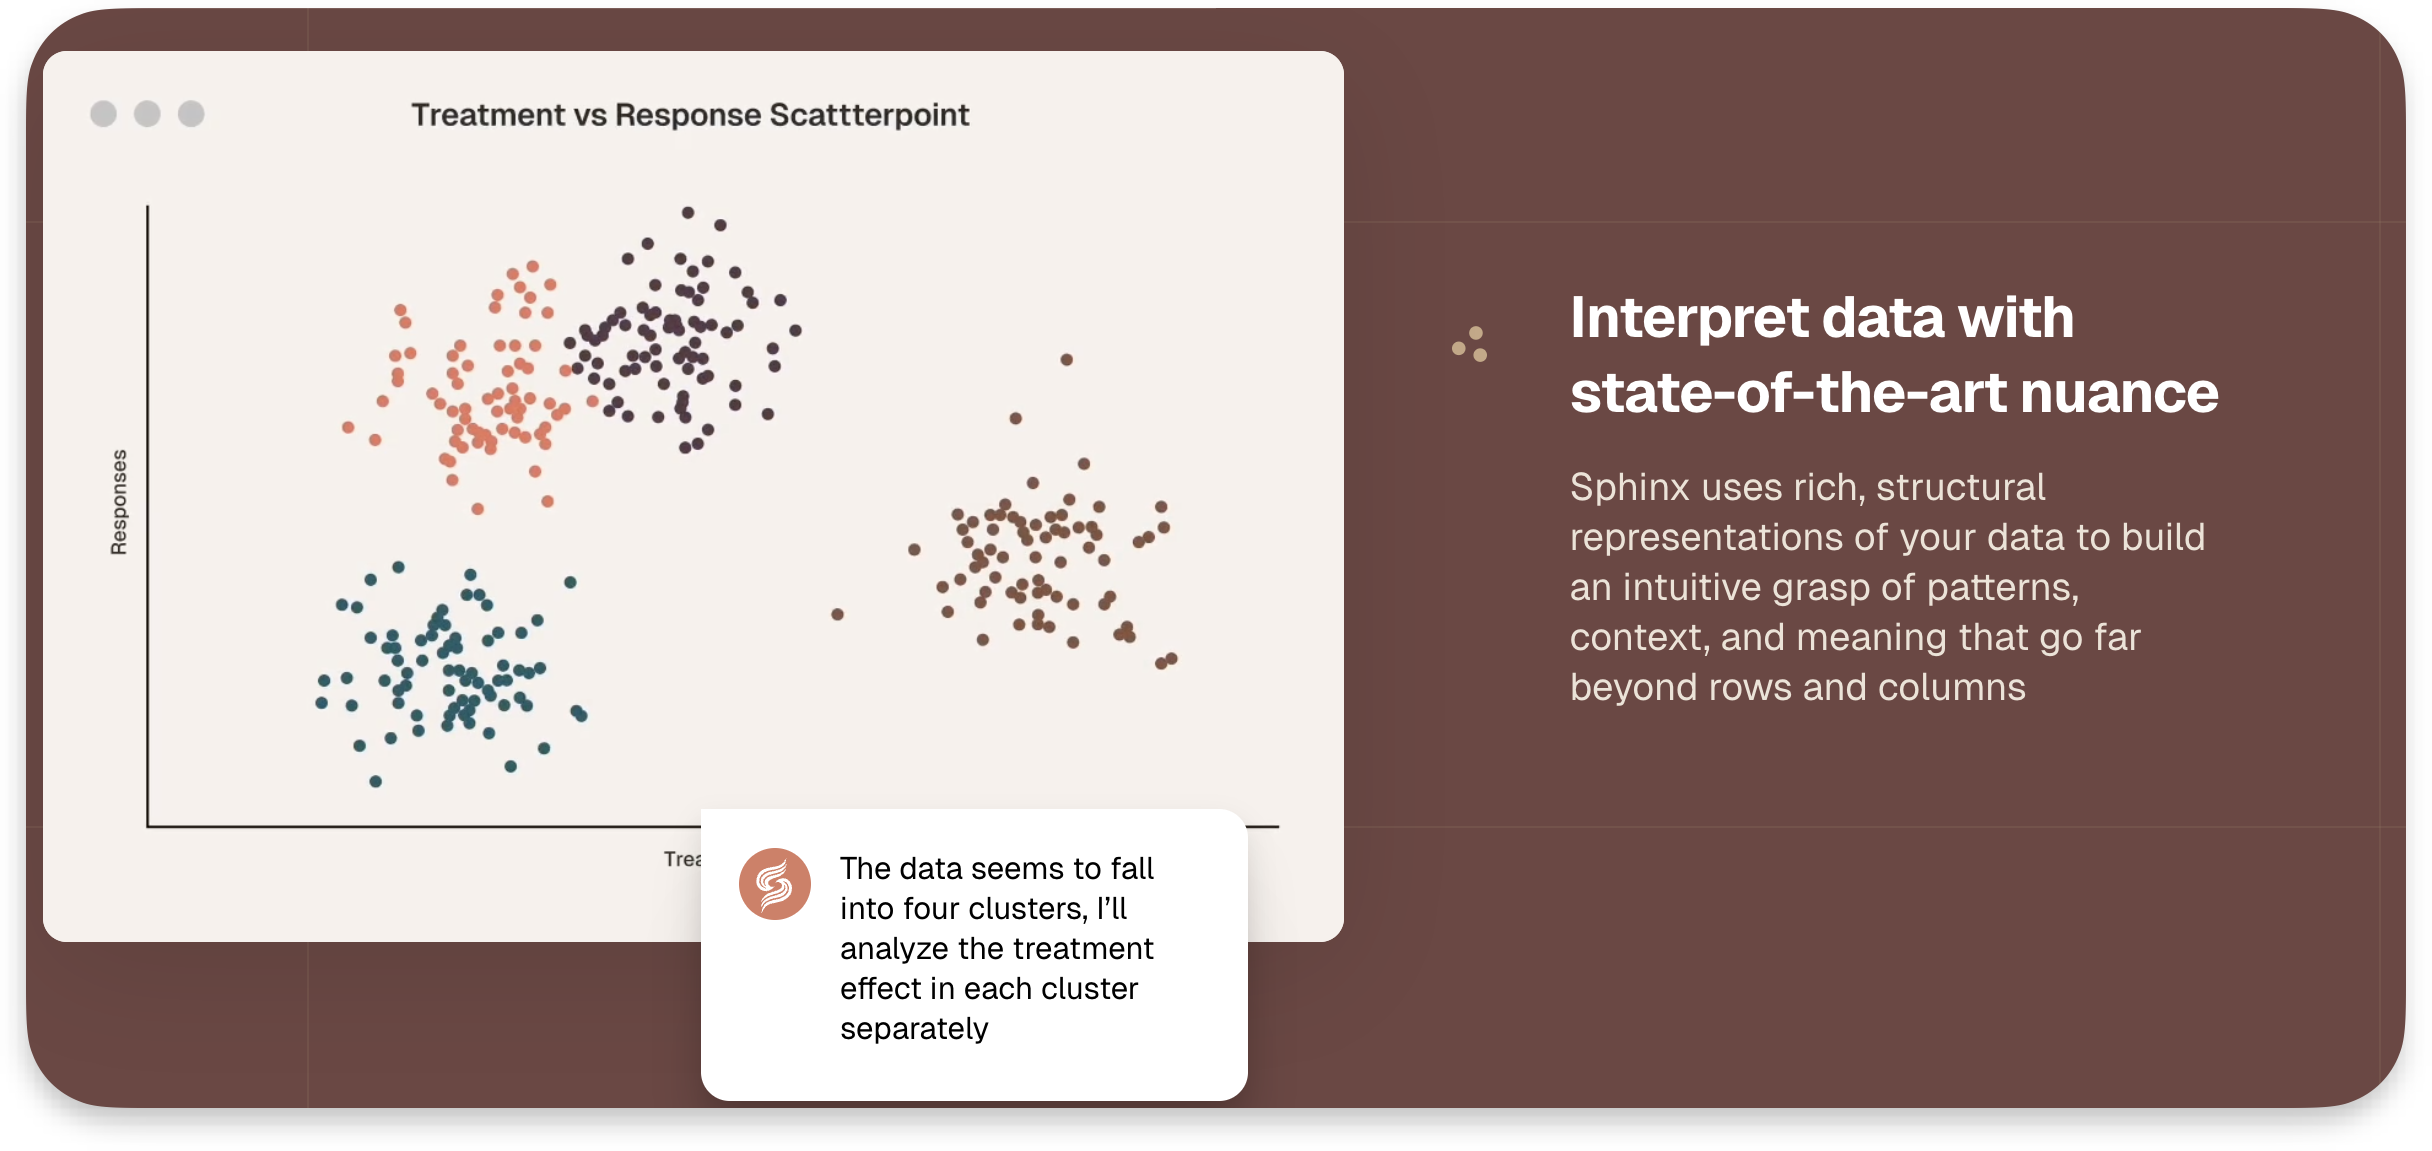 Treatment vs Response Scattterpoint
Responses
The data seems to fall
into four clusters, I'll
analyze the treatment
effect in each cluster
separately
Interpret data with
state-of-the-art nuance
Sphinx uses rich, structural
representations of your data to build
an intuitive grasp of patterns,
context, and meaning that go far
beyond rows and columns